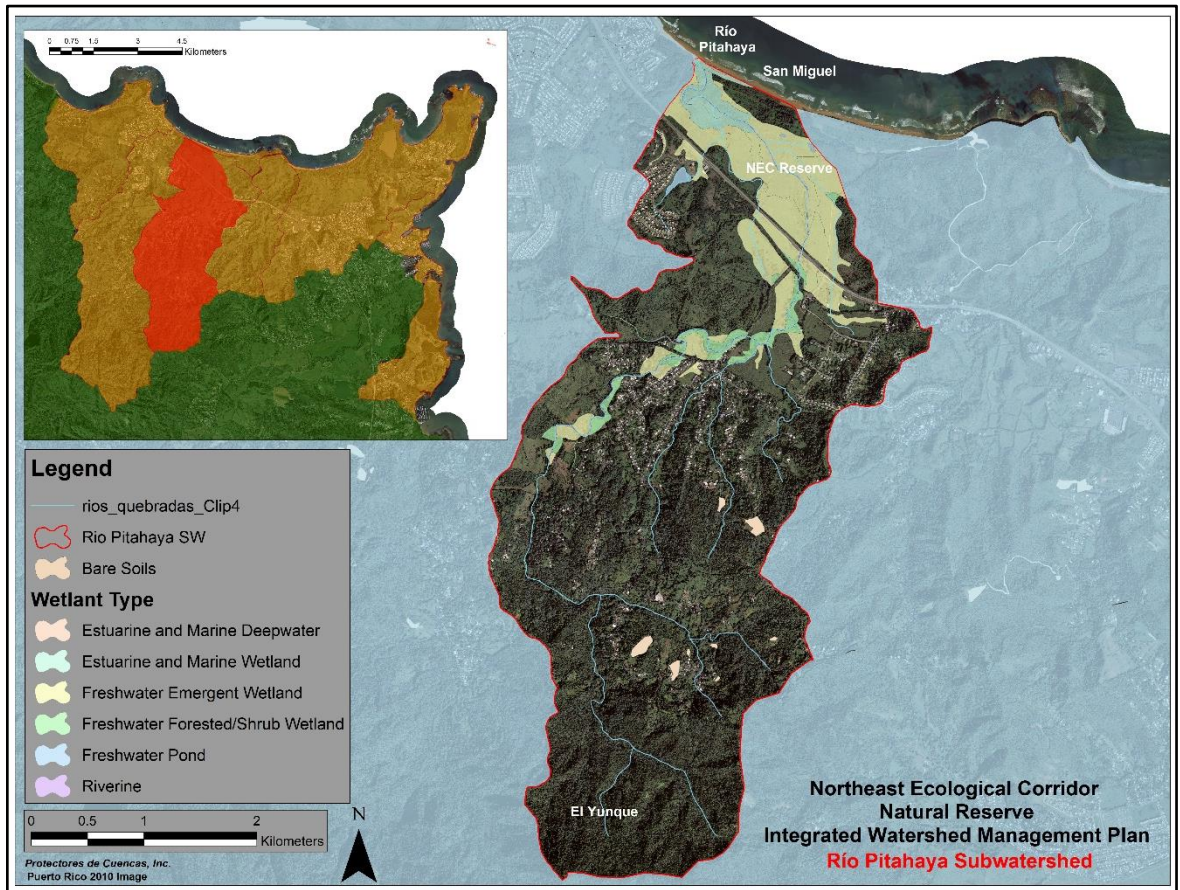 0 0.75 1.5 3 4.5
Kilometers
Río
Pitahaya
San Miguel
NEC Reserve
El Yunque
Legend
rios_quebradas_Clip4
Rio Pitahaya SW
Bare Soils
Wetlant Type
Estuarine and Marine Deepwater
Estuarine and Marine Wetland
Freshwater Emergent Wetland
Freshwater Forested/Shrub Wetland
Freshwater Pond
Riverine
0 0.5 1 2
Kilometers
N
Protectores de Cuencas, Inc.
Puerto Rico 2010 Image
Northeast Ecological Corridor
Natural Reserve
Integrated Watershed Management Plan
Río Pitahaya Subwatershed